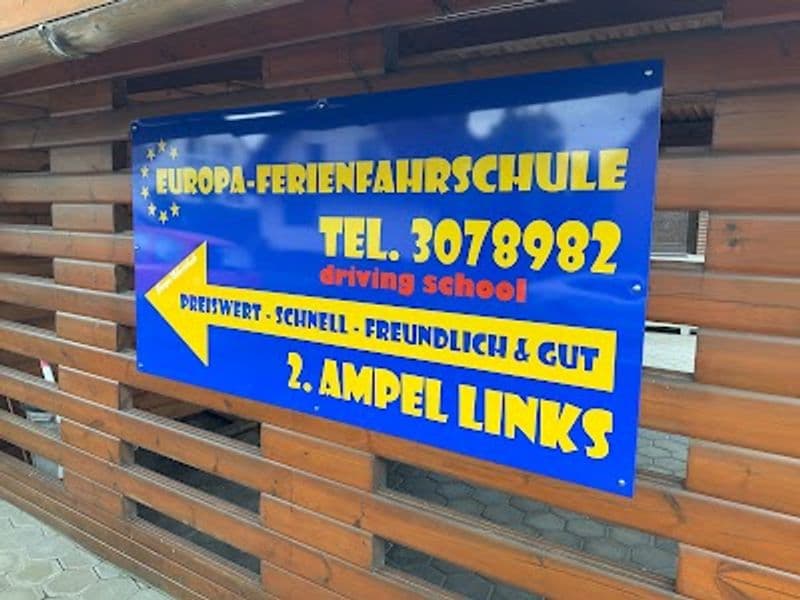 EUROPA-FERIENFAHRSCHULE
TEL. 3078982
driving school
PREISWERT - SCHNELL - FREUNDLICH & GUT
2. AMPEL LINKS